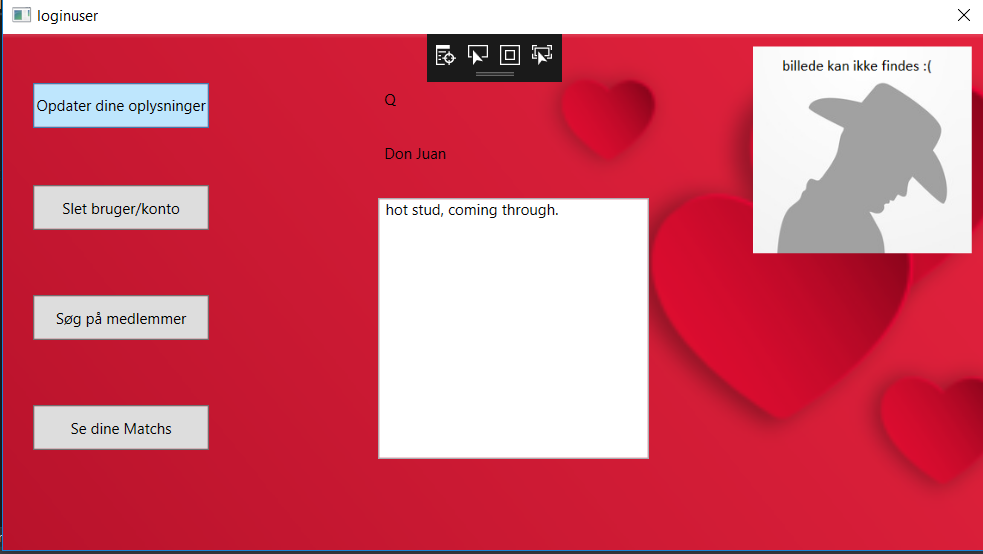 loginuser
billede kan ikke findes :(
Opdater dine oplysninger
Q
Don Juan
Slet bruger/konto
hot stud, coming through.
Søg på medlemmer
Se dine Matchs